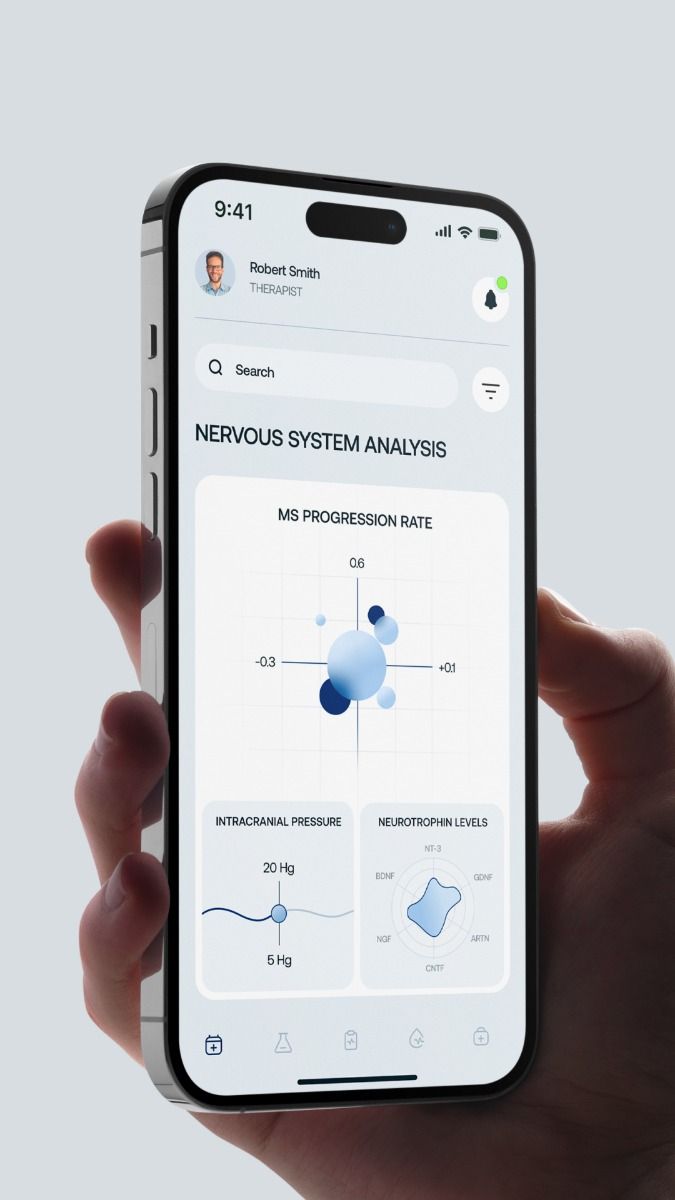 9:41
Robert Smith
THERAPIST
Search
NERVOUS SYSTEM ANALYSIS
MS PROGRESSION RATE
0.6
-0.3
+0.1
INTRACRANIAL PRESSURE
20 Hg
5 Hg
NEUROTROPHIN LEVELS
NT-3
BDNF
GDNF
NGF
ARTN
CNTF